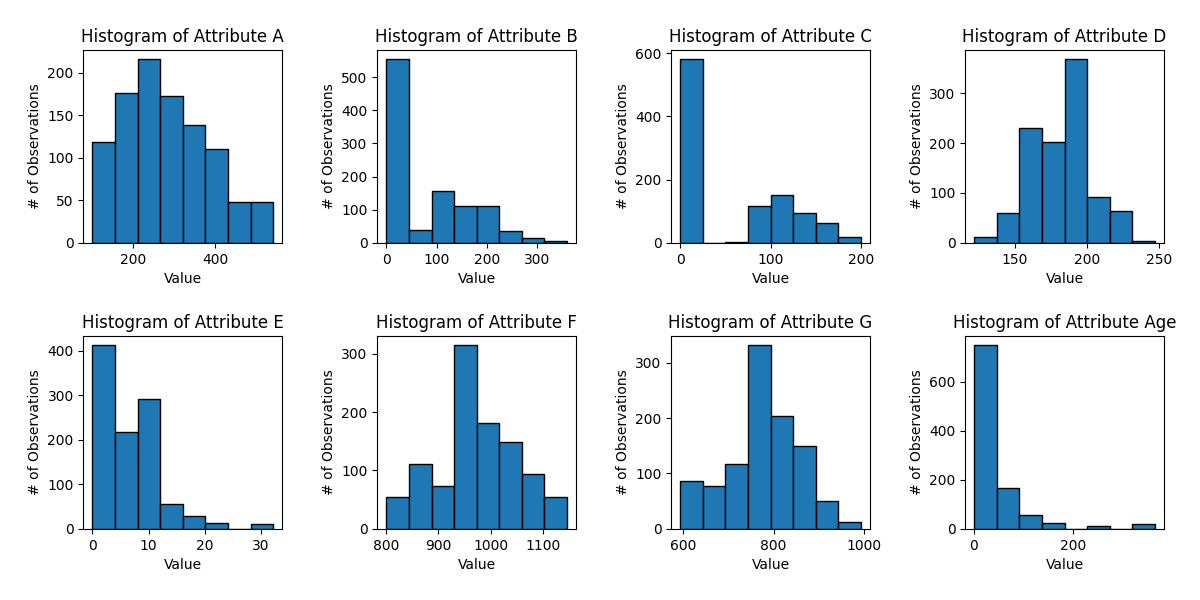 Histogram of Attribute A
# of Observations
200
150
100
50
0
200 400
Value
Histogram of Attribute B
# of Observations
500
400
300
200
100
0
0 100 200 300
Value
Histogram of Attribute C
# of Observations
600
400
200
0
0 100 200
Value
Histogram of Attribute D
# of Observations
300
200
100
0
150 200 250
Value
Histogram of Attribute E
# of Observations
400
300
200
100
0
0 10 20 30
Value
Histogram of Attribute F
# of Observations
300
200
100
0
800 900 1000 1100
Value
Histogram of Attribute G
# of Observations
300
200
100
0
600 800 1000
Value
Histogram of Attribute Age
# of Observations
600
400
200
0
0 200
Value